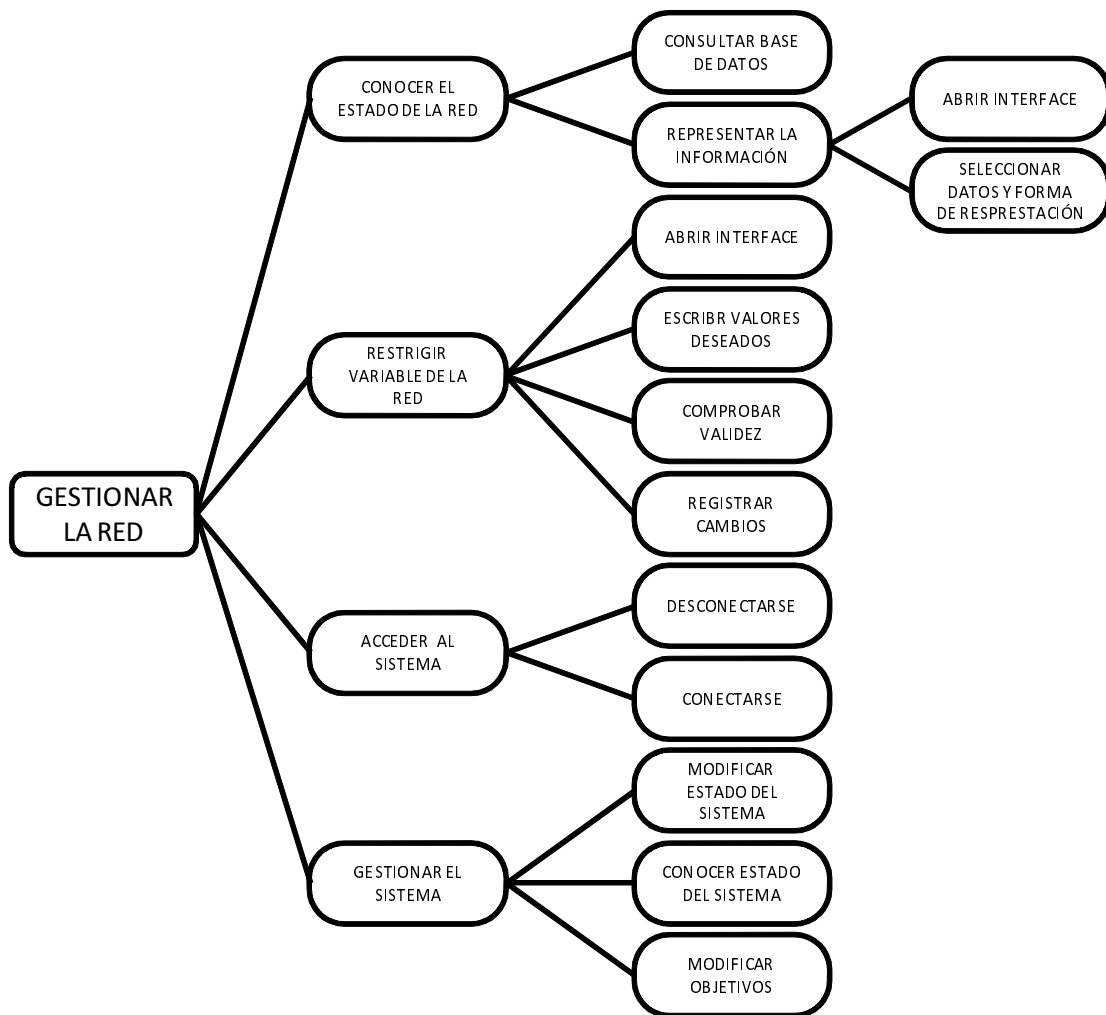 GESTIONAR
LA RED
CONOCER EL
ESTADO DE LA RED
CONSULTAR BASE
DE DATOS
REPRESENTAR LA
INFORMACIÓN
ABRIR INTERFACE
SELECCIONAR
DATOS Y FORMA
DE RESPRESTACIÓN
RESTRIGIR
VARIABLE DE LA
RED
ABRIR INTERFACE
ESCRIBR VALORES
DESEADOS
COMPROBAR
VALIDEZ
REGISTRAR
CAMBIOS
ACCEDER AL
SISTEMA
DESCONECTARSE
CONECTARSE
GESTIONAR EL
SISTEMA
MODIFICAR
ESTADO DEL
SISTEMA
CONOCER ESTADO
DEL SISTEMA
MODIFICAR
OBJETIVOS